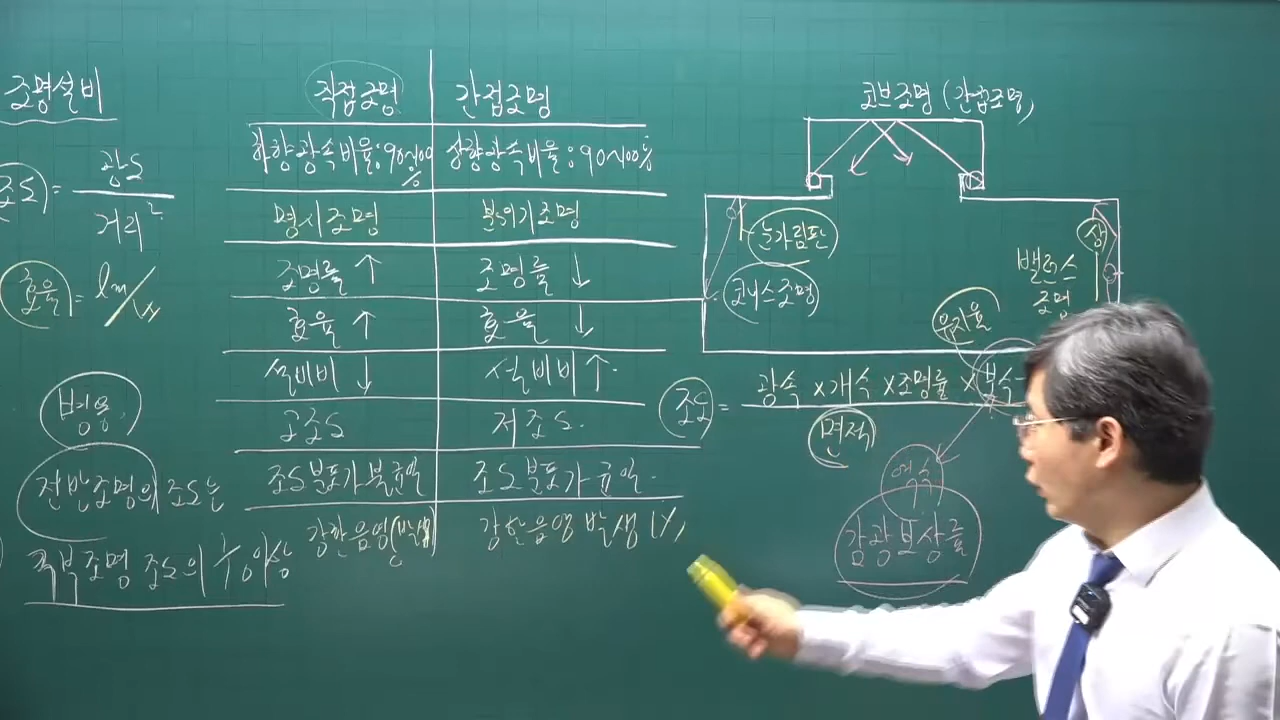 조명설비
조도 = 광도
거리²
효율 = lm/W
병용
전반조명의 조도는
국부조명 조도의 1/10 이상
직접조명 간접조명
하향광속비율:90~100% 상향광속비율:90~100%
명시조명 분위기조명
조명률↑ 조명률↓
효율↑ 효율↓
설비비↓ 설비비↑
고조도 저조도.
조도분포가 불균일 조도분포가 균일.
강한 음영(발생) 강한음영 발생(X)
코브조명 (간접조명)
눈가림판
코니스조명
상
밸런스
조명
유지율
조도 = 광속×개수×조명률×보수
면적
역수
감광보상률